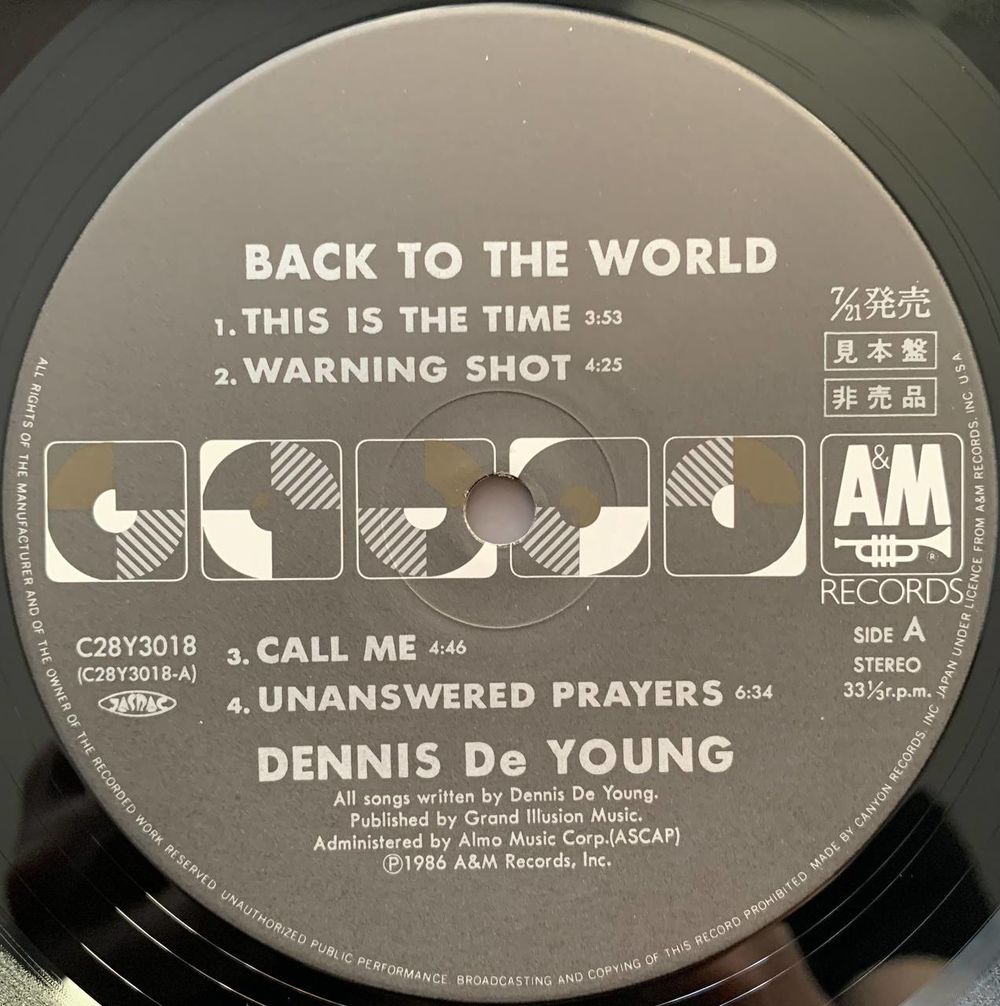 BACK TO THE WORLD
1. THIS IS THE TIME 3:53
2. WARNING SHOT 4:25
7/21発売
見本盤
非売品
A&M
®
RECORDS
C28Y3018
(C28Y3018-A)
JASRAC
3. CALL ME 4:46
4. UNANSWERED PRAYERS 6:34
SIDE A
STEREO
33⅓r.p.m.
DENNIS De YOUNG
All songs written by Dennis De Young.
Published by Grand Illusion Music.
Administered by Almo Music Corp.(ASCAP)
Ⓟ1986 A&M Records, Inc.
ALL RIGHTS OF THE MANUFACTURER AND OF THE OWNER OF THE RECORDED WORK RESERVED UNAUTHORIZED PUBLIC PERFORMANCE. BROADCASTING AND COPYING OF THIS RECORD PROHIBITED MADE BY CANYON RECORDS. INC. JAPAN UNDER LICENCE FROM A&M RECORDS. INC. U.S.A